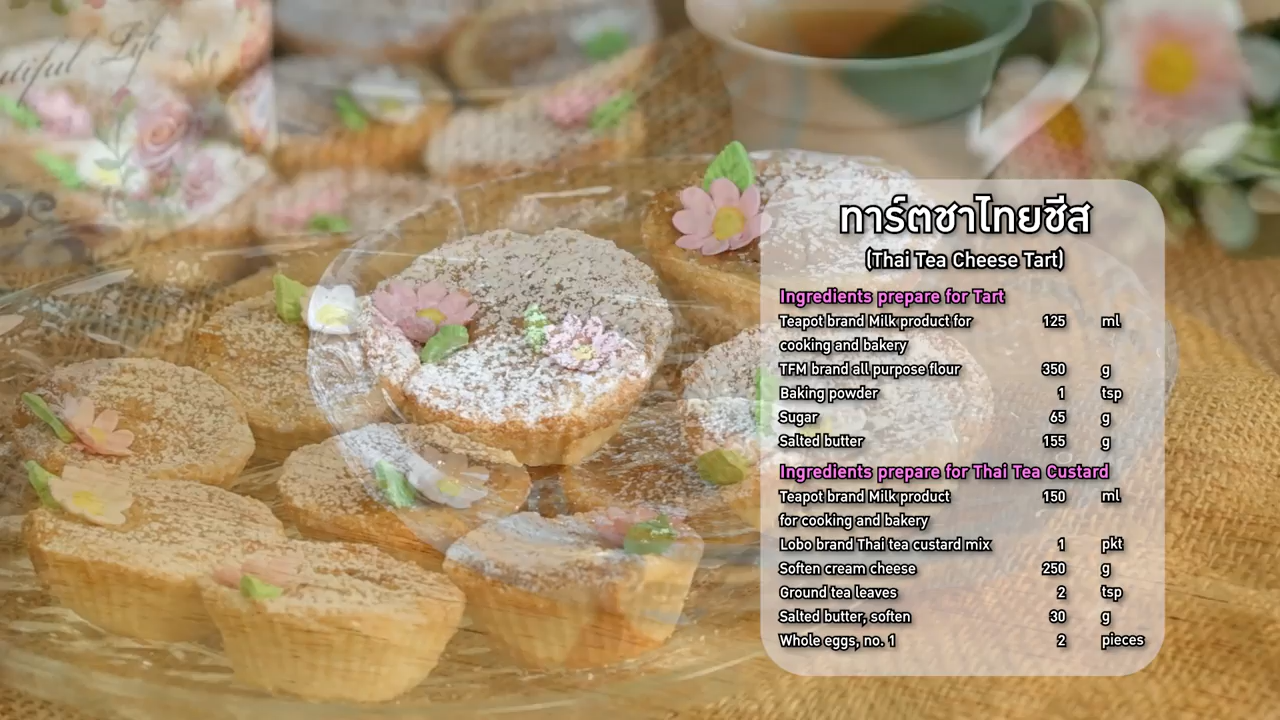 utiful Life
ทาร์ตชาไทยชีส
(Thai Tea Cheese Tart)
Ingredients prepare for Tart
Teapot brand Milk product for 125 ml
cooking and bakery
TFM brand all purpose flour 350 g
Baking powder 1 tsp
Sugar 65 g
Salted butter 155 g
Ingredients prepare for Thai Tea Custard
Teapot brand Milk product 150 ml
for cooking and bakery
Lobo brand Thai tea custard mix 1 pkt
Soften cream cheese 250 g
Ground tea leaves 2 tsp
Salted butter, soften 30 g
Whole eggs, no. 1 2 pieces